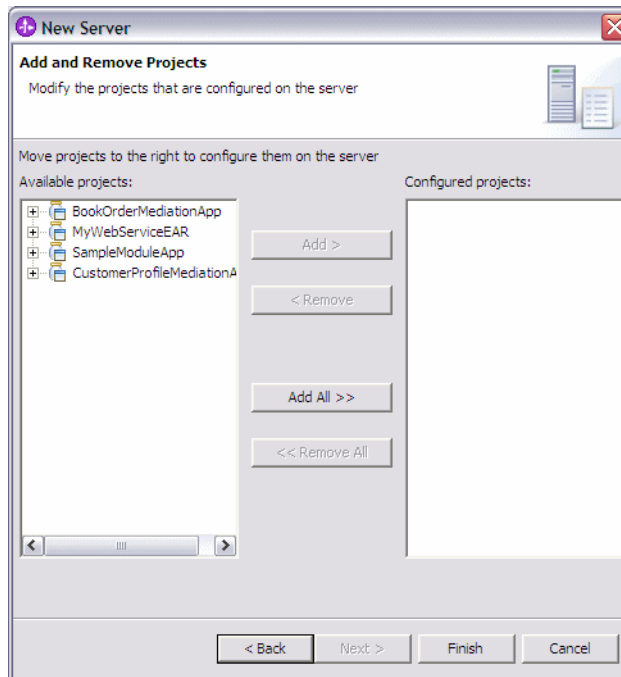 New Server
Add and Remove Projects
Modify the projects that are configured on the server
Move projects to the right to configure them on the server
Available projects:
Configured projects:
BookOrderMediationApp
MyWebServiceEAR
SampleModuleApp
CustomerProfileMediationA
Add >
< Remove
Add All >>
<< Remove All
< Back
Next >
Finish
Cancel